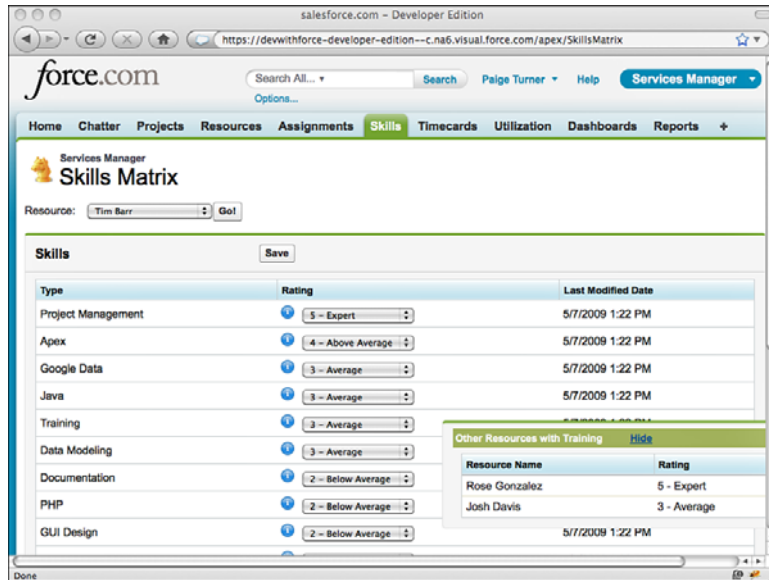 salesforce.com – Developer Edition
https://devwithforce-developer-edition--c.na6.visual.force.com/apex/SkillsMatrix
force.com Search All... Search Paige Turner Help Services Manager
Options...
Home Chatter Projects Resources Assignments Skills Timecards Utilization Dashboards Reports +
Services Manager
Skills Matrix
Resource: Tim Barr Go!
Skills Save
Type Rating Last Modified Date
Project Management 5 – Expert 5/7/2009 1:22 PM
Apex 4 – Above Average 5/7/2009 1:22 PM
Google Data 3 – Average 5/7/2009 1:22 PM
Java 3 – Average 5/7/2009 1:22 PM
Training 3 – Average
Other Resources with Training Hide
Data Modeling 3 – Average
Resource Name Rating
Documentation 2 – Below Average
Rose Gonzalez 5 - Expert
PHP 2 – Below Average
Josh Davis 3 - Average
GUI Design 2 – Below Average 5/7/2009 1:22 PM
Done